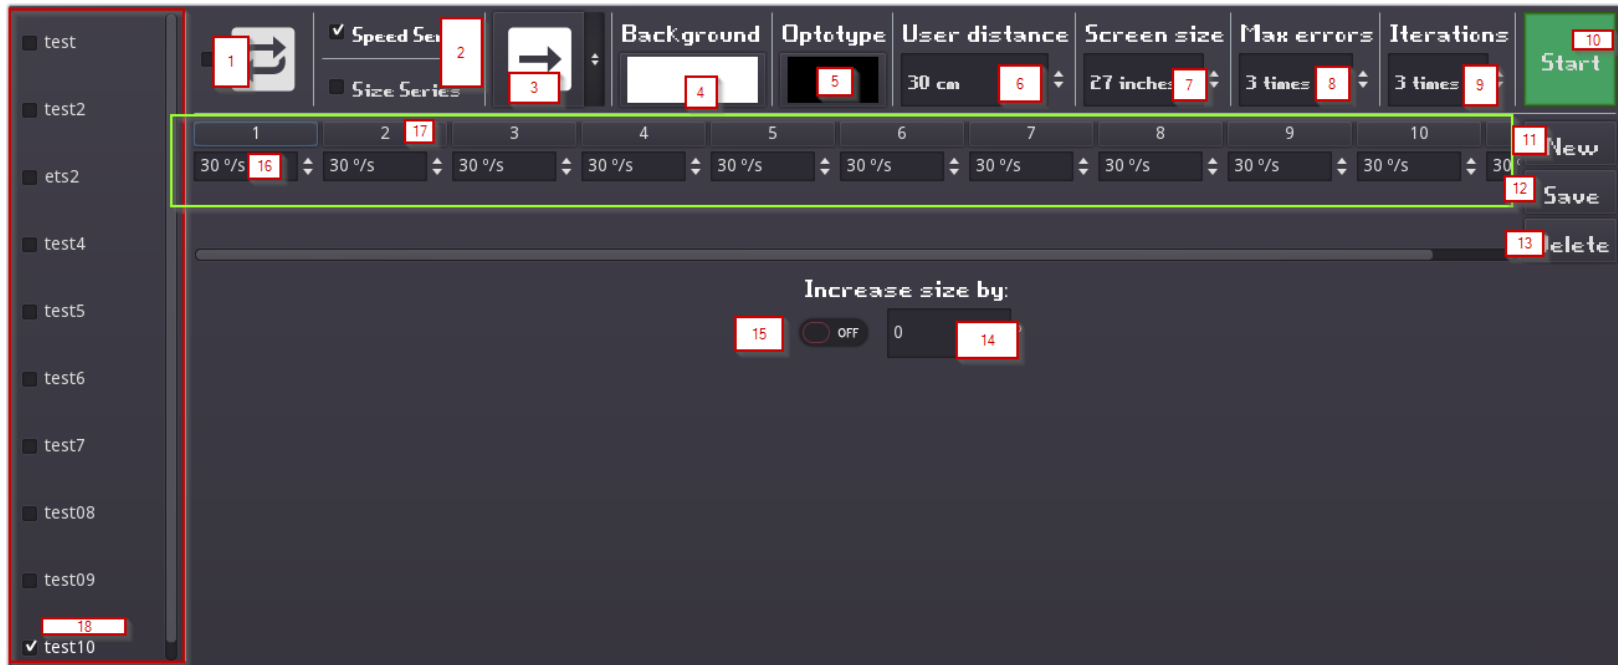 test
test2
ets2
test4
test5
test6
test7
test08
test09
18
test10
1
Speed Se
2
Size Series
3
Background
4
Optotype
5
User distance
30 cm
6
Screen size
27 inches
7
Max errors
3 times
8
Iterations
3 times
9
10
Start
1 2 17 3 4 5 6 7 8 9 10
30 º/s 16 30 º/s 30 º/s 30 º/s 30 º/s 30 º/s 30 º/s 30 º/s 30 º/s 30 º/s 30
11 New
12
Save
13 elete
Increase size by:
15 OFF 0 14